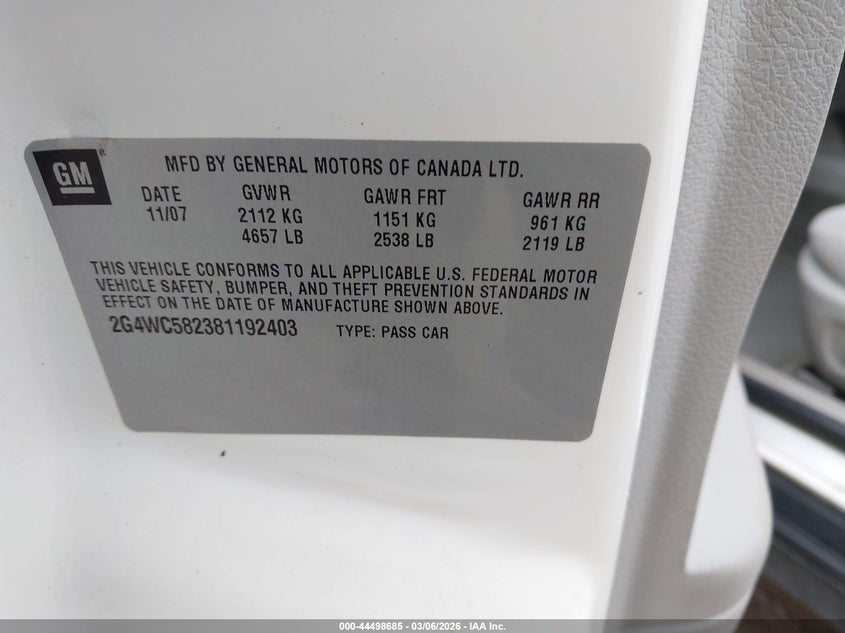 GM®
MFD BY GENERAL MOTORS OF CANADA LTD.
DATE GVWR GAWR FRT GAWR RR
11/07 2112 KG 1151 KG 961 KG
4657 LB 2538 LB 2119 LB
THIS VEHICLE CONFORMS TO ALL APPLICABLE U.S. FEDERAL MOTOR
VEHICLE SAFETY, BUMPER, AND THEFT PREVENTION STANDARDS IN
EFFECT ON THE DATE OF MANUFACTURE SHOWN ABOVE.
2G4WC582381192403 TYPE: PASS CAR
000-44498685 - 03/06/2026 - IAA Inc.